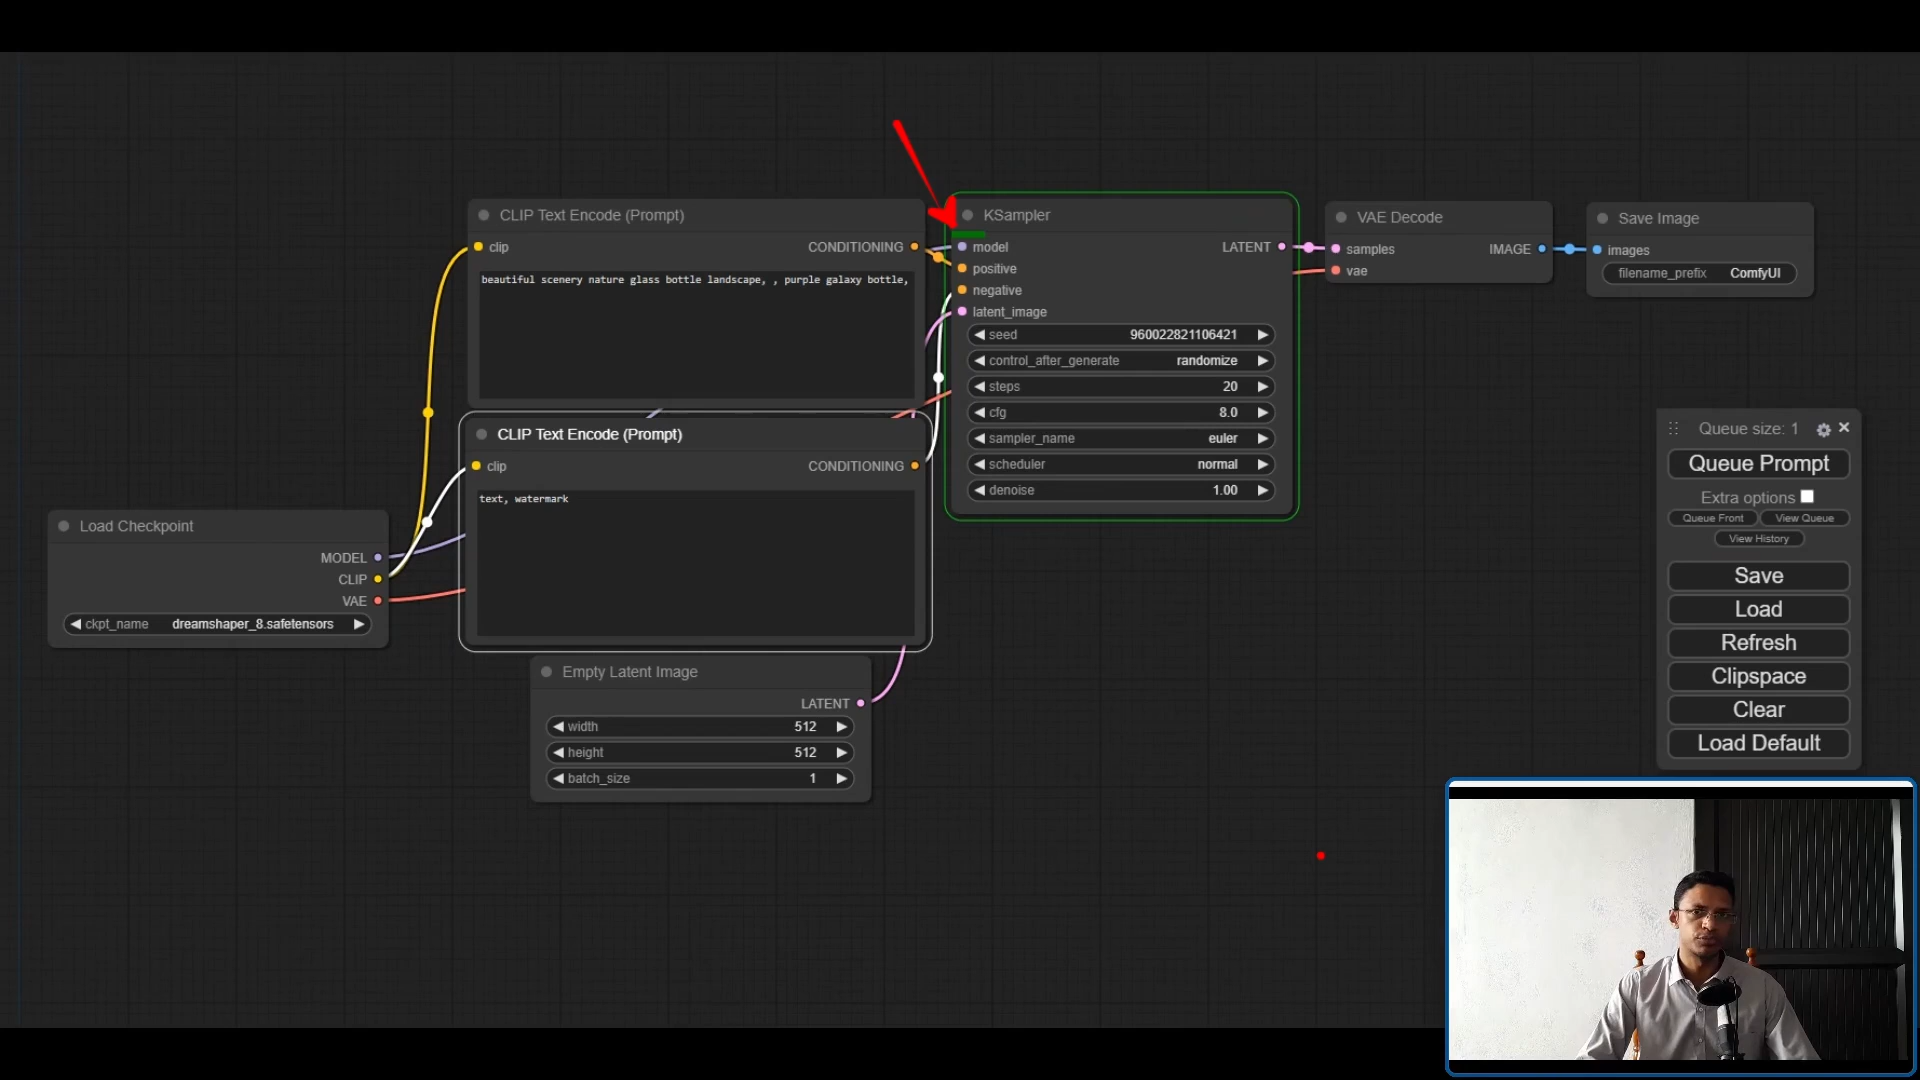 CLIP Text Encode (Prompt)
clip
CONDITIONING
beautiful scenery nature glass bottle landscape, , purple galaxy bottle,
CLIP Text Encode (Prompt)
clip
CONDITIONING
text, watermark
Load Checkpoint
MODEL
CLIP
VAE
ckpt_name dreamshaper_8.safetensors
Empty Latent Image
LATENT
width 512
height 512
batch_size 1
KSampler
model LATENT
positive
negative
latent_image
seed 960022821106421
control_after_generate randomize
steps 20
cfg 8.0
sampler_name euler
scheduler normal
denoise 1.00
VAE Decode
samples IMAGE
vae
Save Image
images
filename_prefix ComfyUI
Queue size: 1
Queue Prompt
Extra options
Queue Front View Queue
View History
Save
Load
Refresh
Clipspace
Clear
Load Default